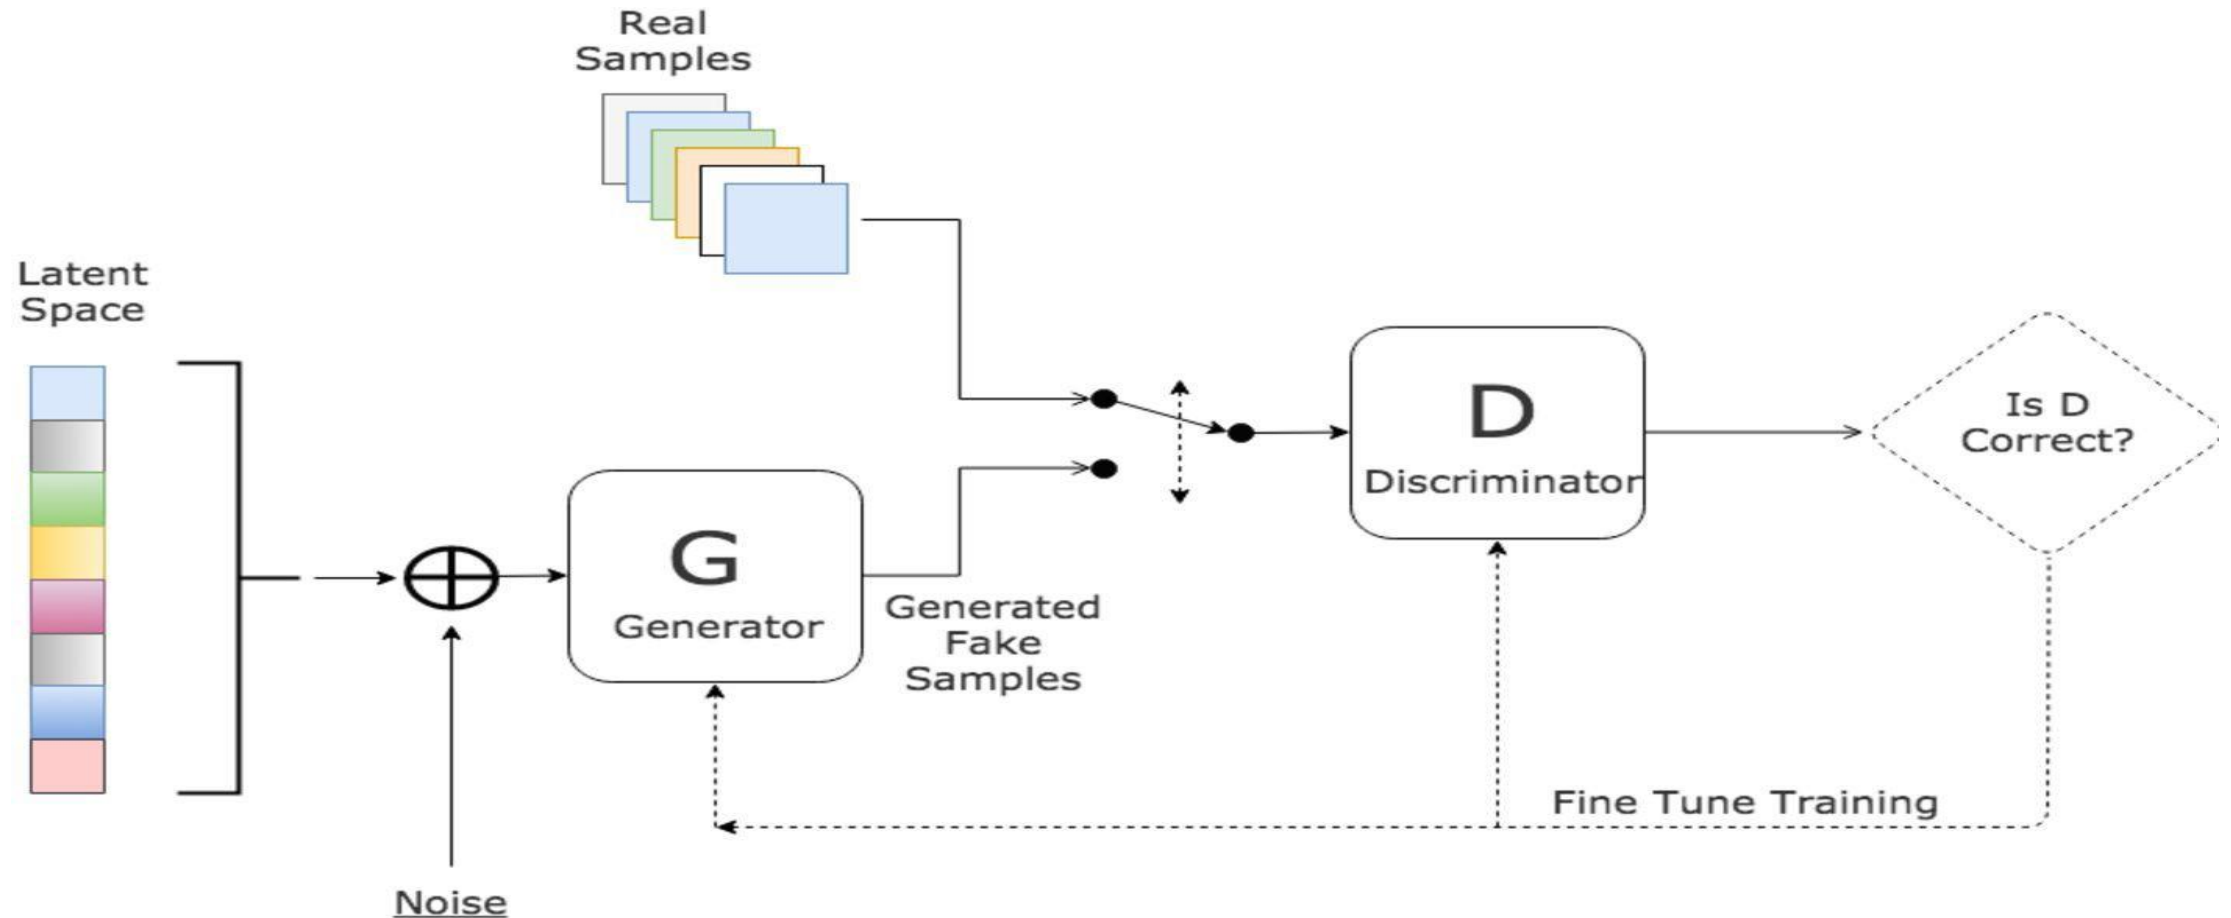 Real
Samples
Latent
Space
D
Discriminator
Is D
Correct?
G
Generator
Generated
Fake
Samples
Fine Tune Training
Noise